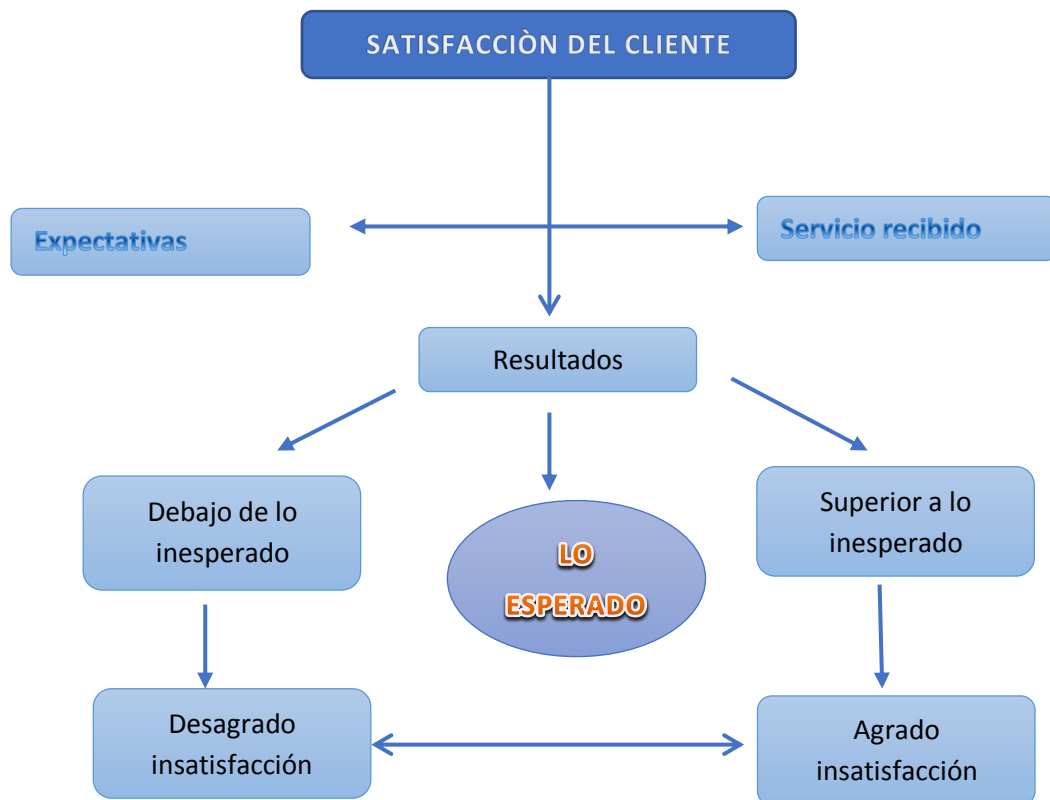 SATISFACCIÒN DEL CLIENTE
Expectativas
Servicio recibido
Resultados
Debajo de lo
inesperado
LO
ESPERADO
Superior a lo
inesperado
Desagrado
insatisfacción
Agrado
insatisfacción